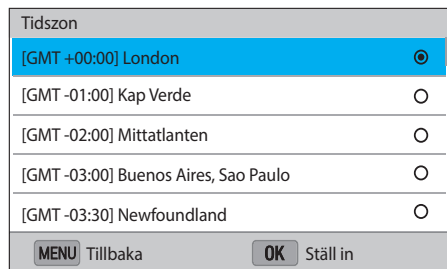 Tidszon
[GMT +00:00] London
[GMT -01:00] Kap Verde
[GMT -02:00] Mittatlanten
[GMT -03:00] Buenos Aires, Sao Paulo
[GMT -03:30] Newfoundland
MENU Tillbaka OK Ställ in